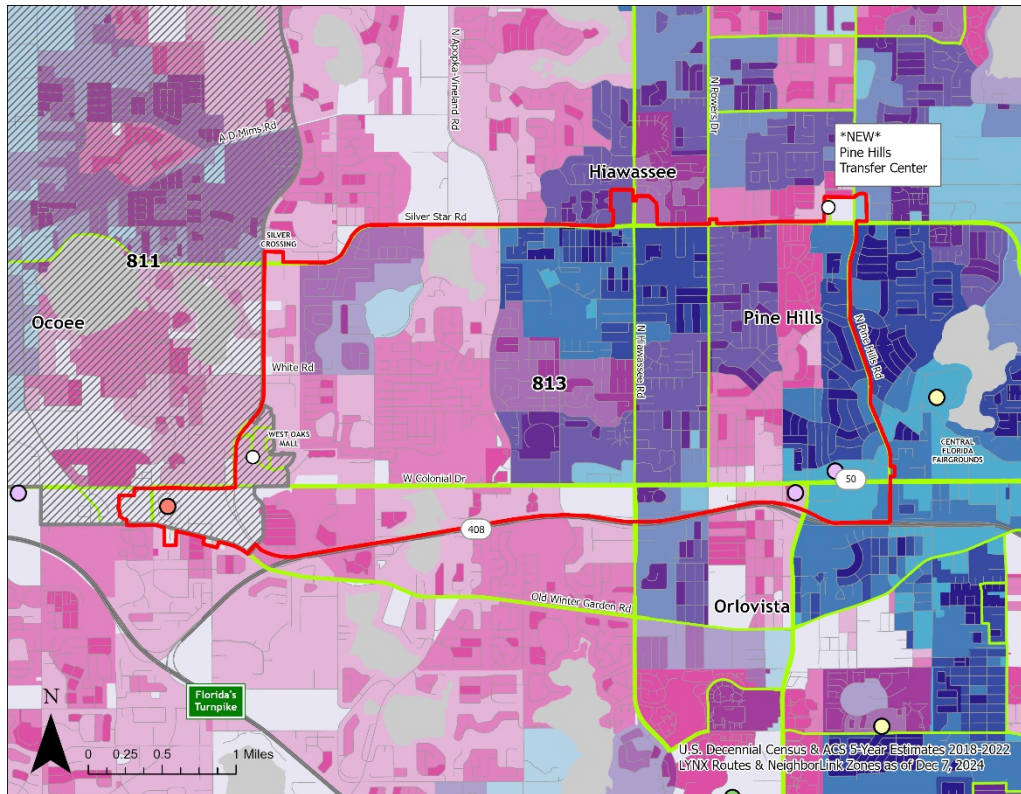 N Apopka-Vineland Rd
A D Mims Rd
N Powers Dr
*NEW*
Pine Hills
Transfer Center
Hiawassee
Silver Star Rd
SILVER
CROSSING
811
Ocoee
Pine Hills
N Pine Hills Rd
N Hiawassee Rd
White Rd
813
WEST OAKS
MALL
CENTRAL
FLORIDA
FAIRGROUNDS
W Colonial Dr
50
408
Old Winter Garden Rd
Orlovista
N
Florida's
Turnpike
0 0.25 0.5 1 Miles
U.S. Decennial Census & ACS 5-Year Estimates 2018-2022
LYNX Routes & NeighborLink Zones as of Dec 7, 2024